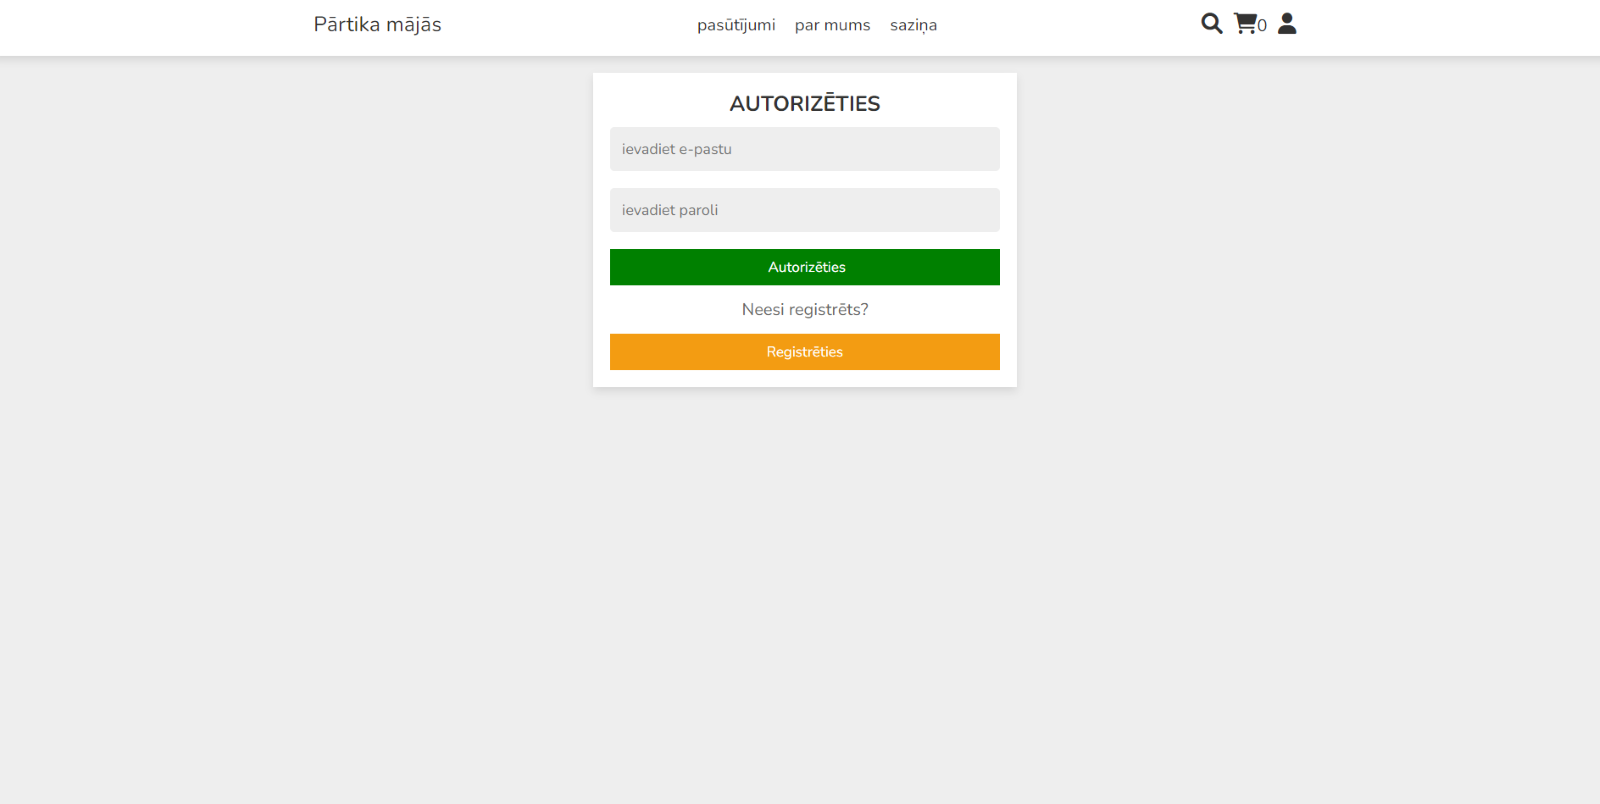 Pārtika mājās
pasūtījumi par mums saziņa
0
AUTORIZĒTIES
ievadiet e-pastu
ievadiet paroli
Autorizēties
Neesi registrēts?
Registrēties